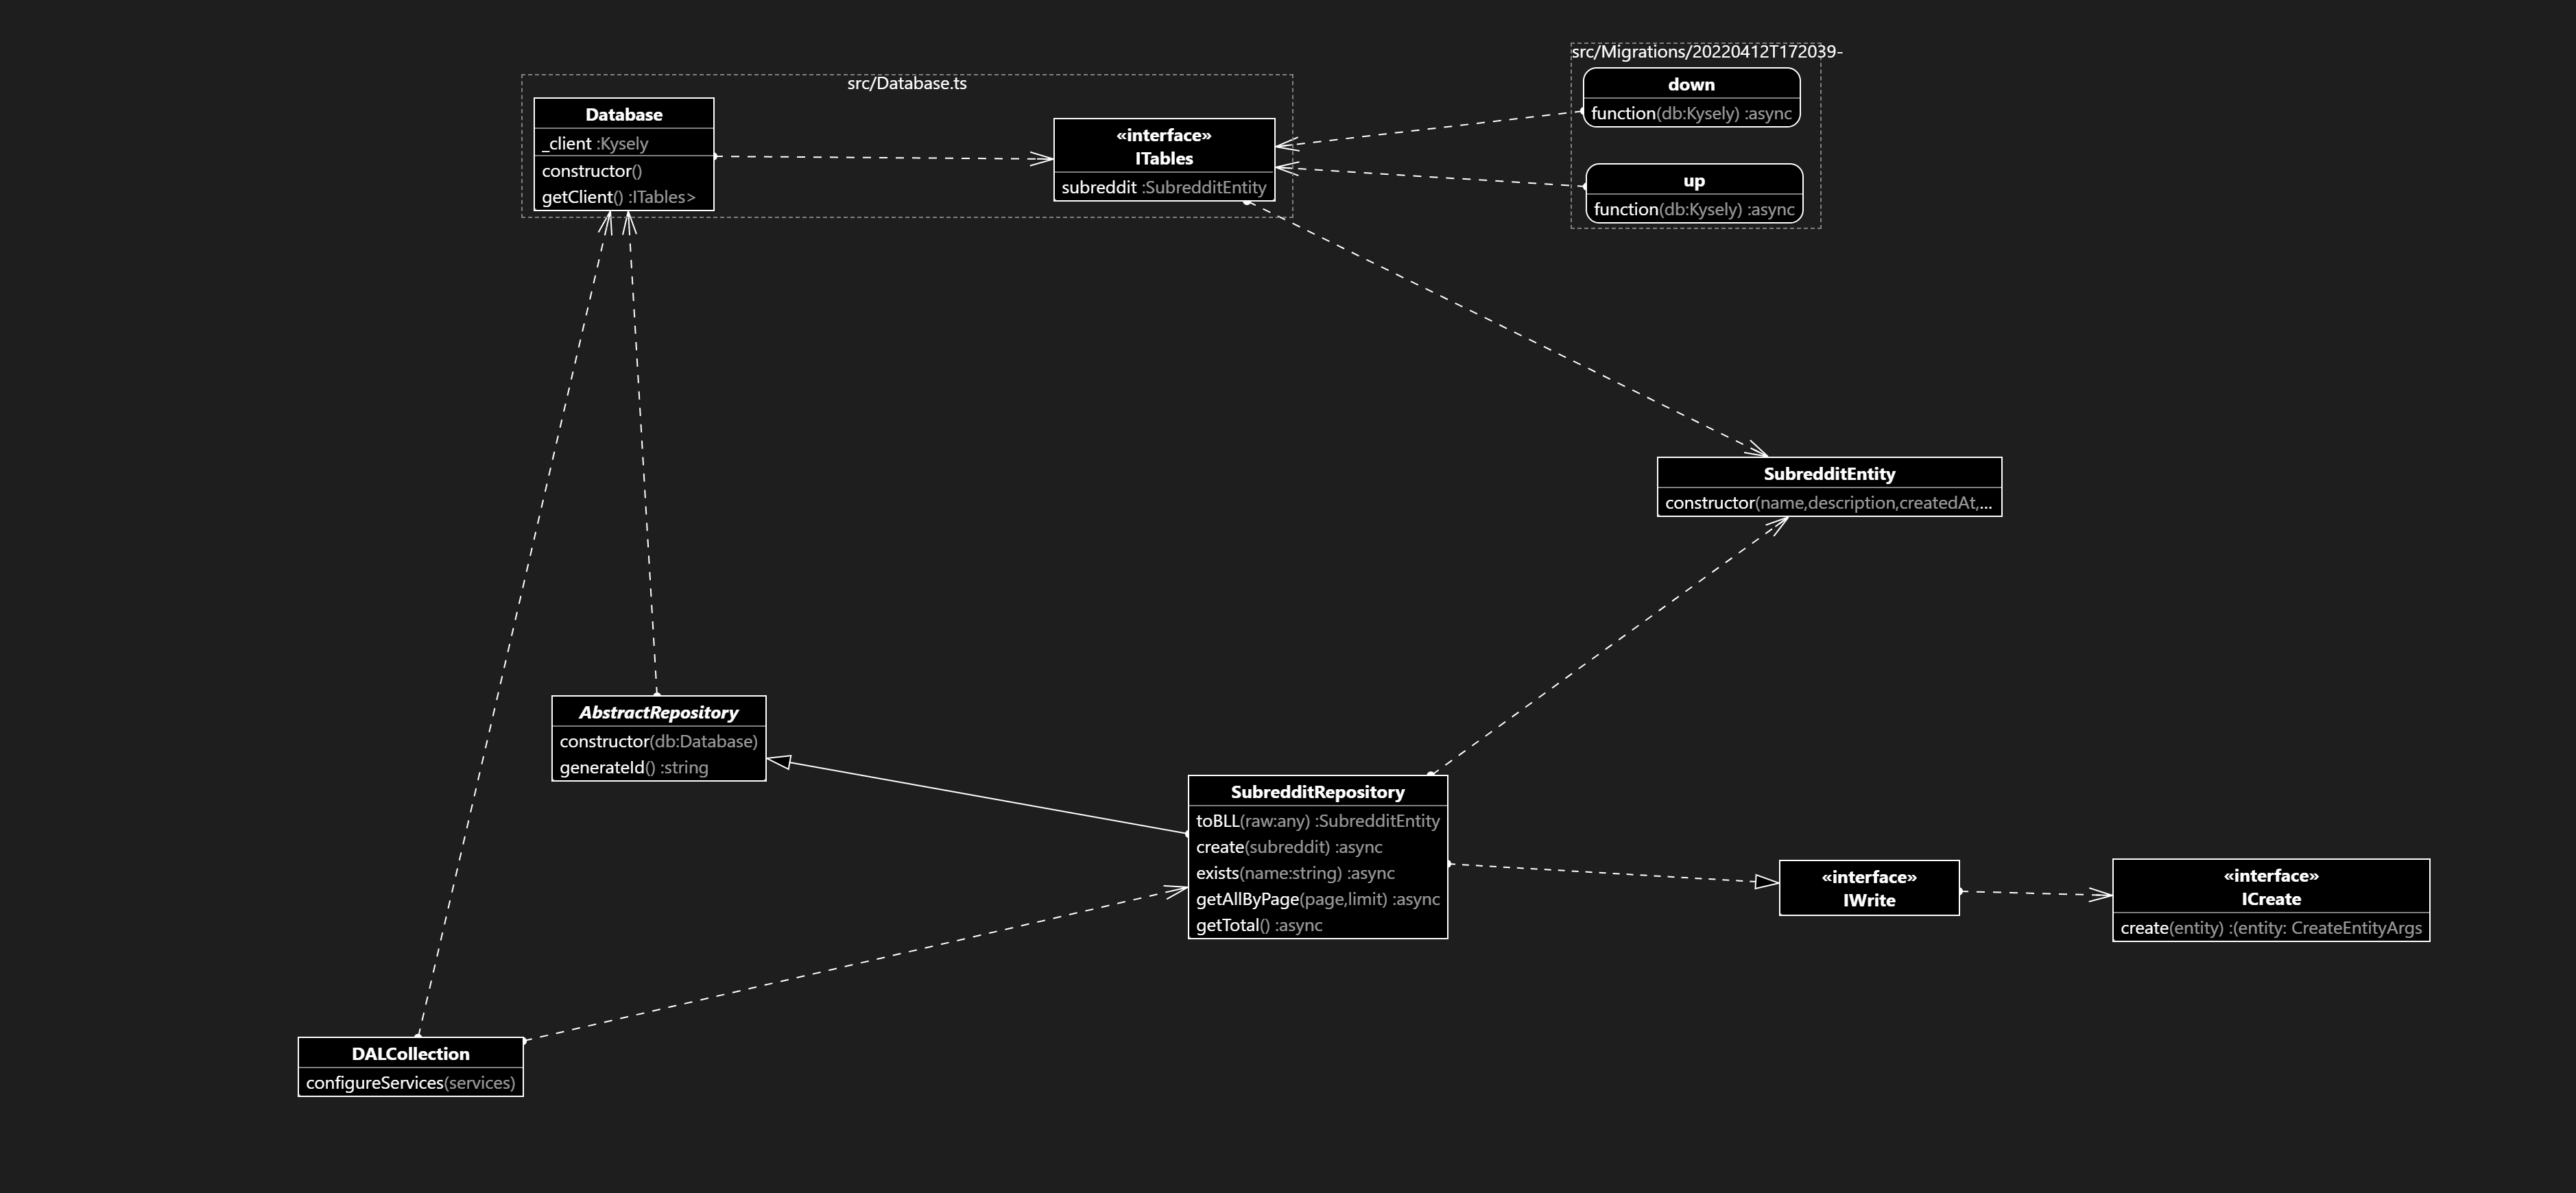 src/Migrations/20220412T172039-
down
function(db:Kysely) :async
up
function(db:Kysely) :async
src/Database.ts
Database
_client :Kysely
constructor()
getClient() :ITables>
«interface»
ITables
subreddit :SubredditEntity
SubredditEntity
constructor(name,description,createdAt,...
AbstractRepository
constructor(db:Database)
generateId() :string
SubredditRepository
toBLL(raw:any) :SubredditEntity
create(subreddit) :async
exists(name:string) :async
getAllByPage(page,limit) :async
getTotal() :async
«interface»
IWrite
«interface»
ICreate
create(entity) :(entity: CreateEntityArgs
DALCollection
configureServices(services)